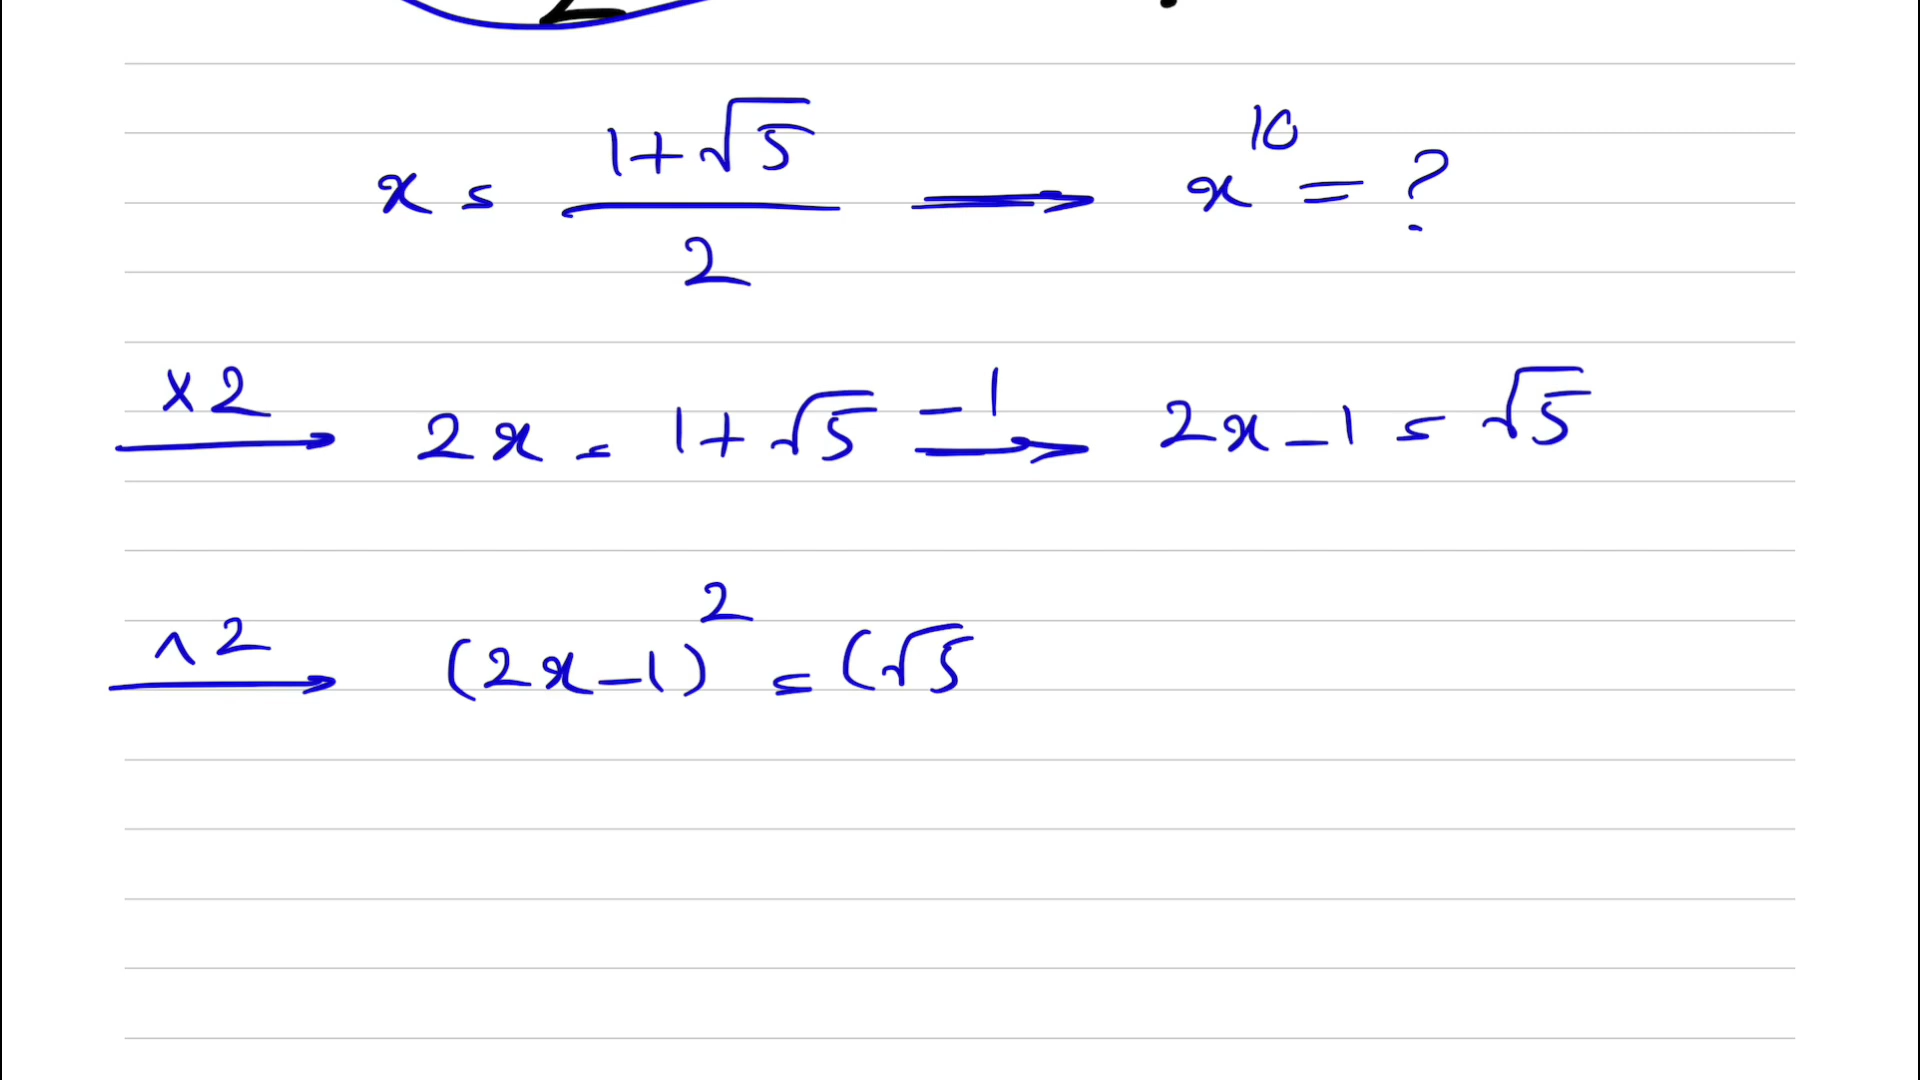 x = (1+√5)/2 ⟹ x^10 = ?
×2 → 2x = 1+√5 −1 → 2x−1 = √5
^2 → (2x−1)^2 = (√5